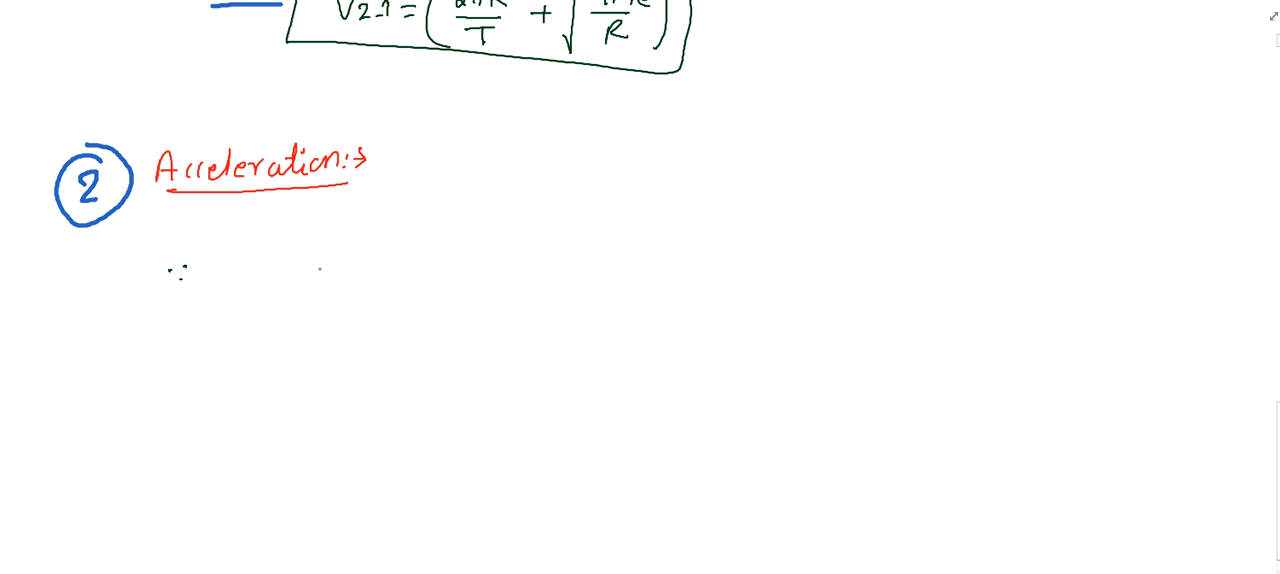 V2-1 = ( /T + √ /R )
② Acceleration:→
∵